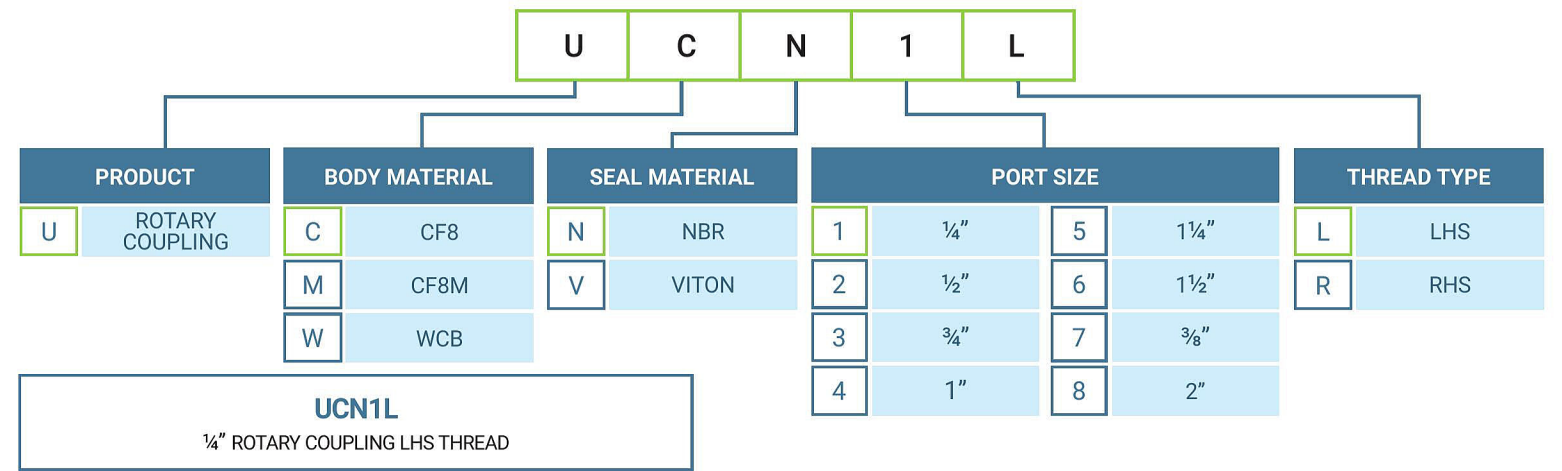 U C N 1 L
PRODUCT
U ROTARY
COUPLING
BODY MATERIAL
C CF8
M CF8M
W WCB
SEAL MATERIAL
N NBR
V VITON
PORT SIZE
1 ¼” 5 1¼”
2 ½” 6 1½”
3 ¾” 7 ⅜”
4 1” 8 2”
THREAD TYPE
L LHS
R RHS
UCN1L
¼” ROTARY COUPLING LHS THREAD